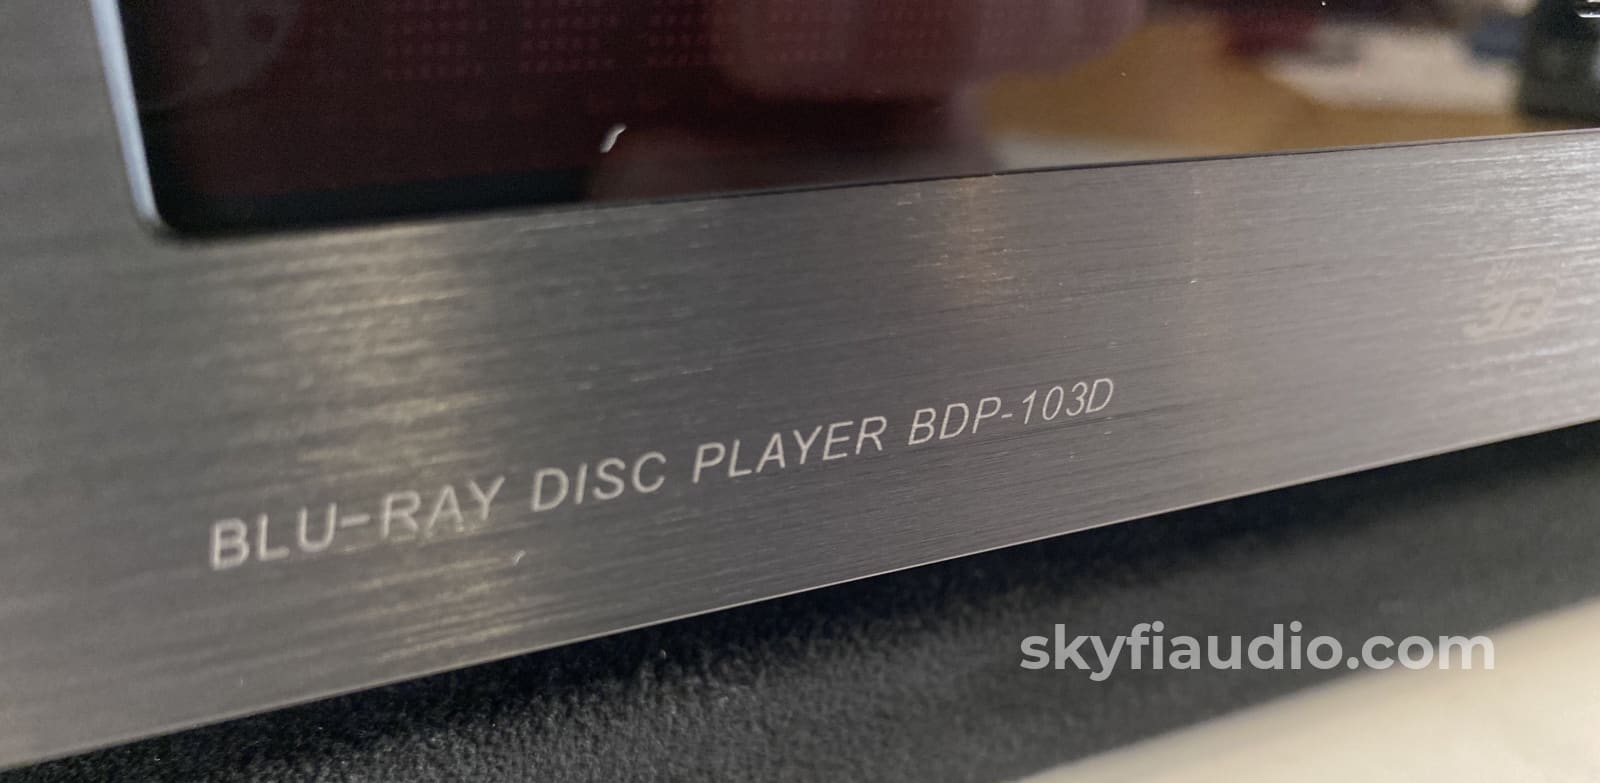 BLU-RAY DISC PLAYER BDP-103D
skyfiaudio.com